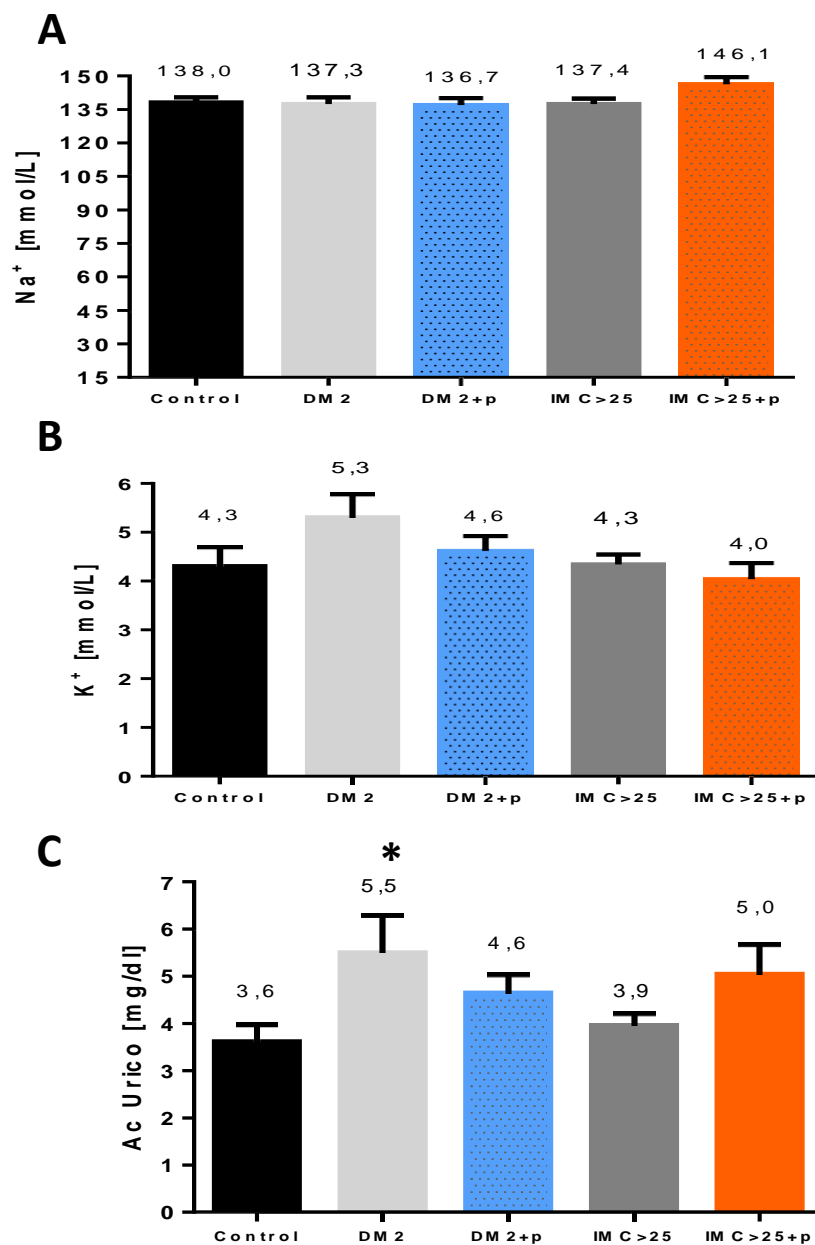 A
138,0 137,3 136,7 137,4 146,1
150
135
120
105
90
75
60
45
30
15
Na+ [mmol/L]
Control DM2 DM2+p IMC>25 IMC>25+p
B
4,3 5,3 4,6 4,3 4,0
6
5
4
3
2
1
0
K+ [mmol/L]
Control DM2 DM2+p IMC>25 IMC>25+p
C
*
3,6 5,5 4,6 3,9 5,0
7
6
5
4
3
2
1
0
Ac Urico [mg/dl]
Control DM2 DM2+p IMC>25 IMC>25+p